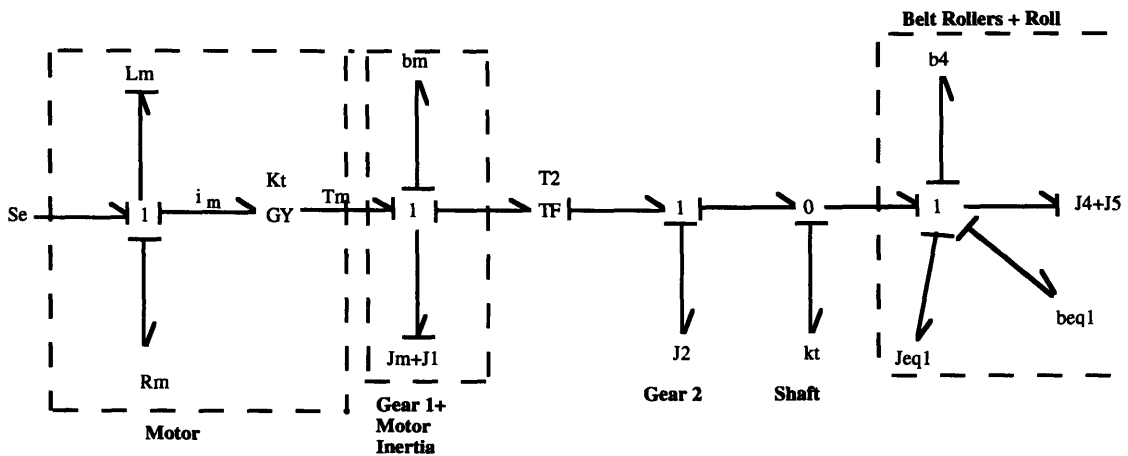 Belt Rollers + Roll
Lm
bm
b4
Kt
T2
Se
1
i m
GY
Tm
1
TF
1
0
1
J4+J5
beq1
Rm
Jm+J1
J2
kt
Jeq1
Motor
Gear 1+
Motor
Inertia
Gear 2
Shaft